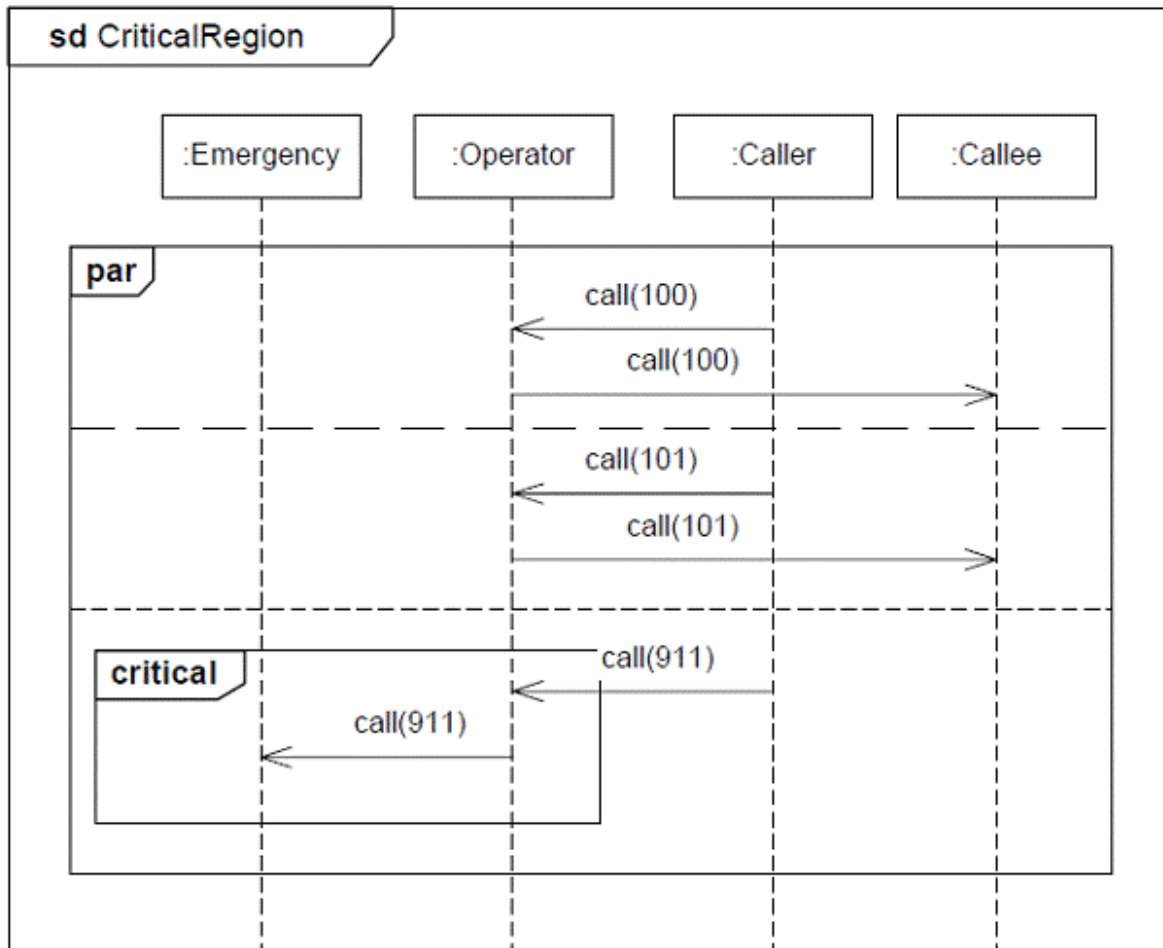 sd CriticalRegion
:Emergency
:Operator
:Caller
:Callee
par
call(100)
call(100)
call(101)
call(101)
critical
call(911)
call(911)